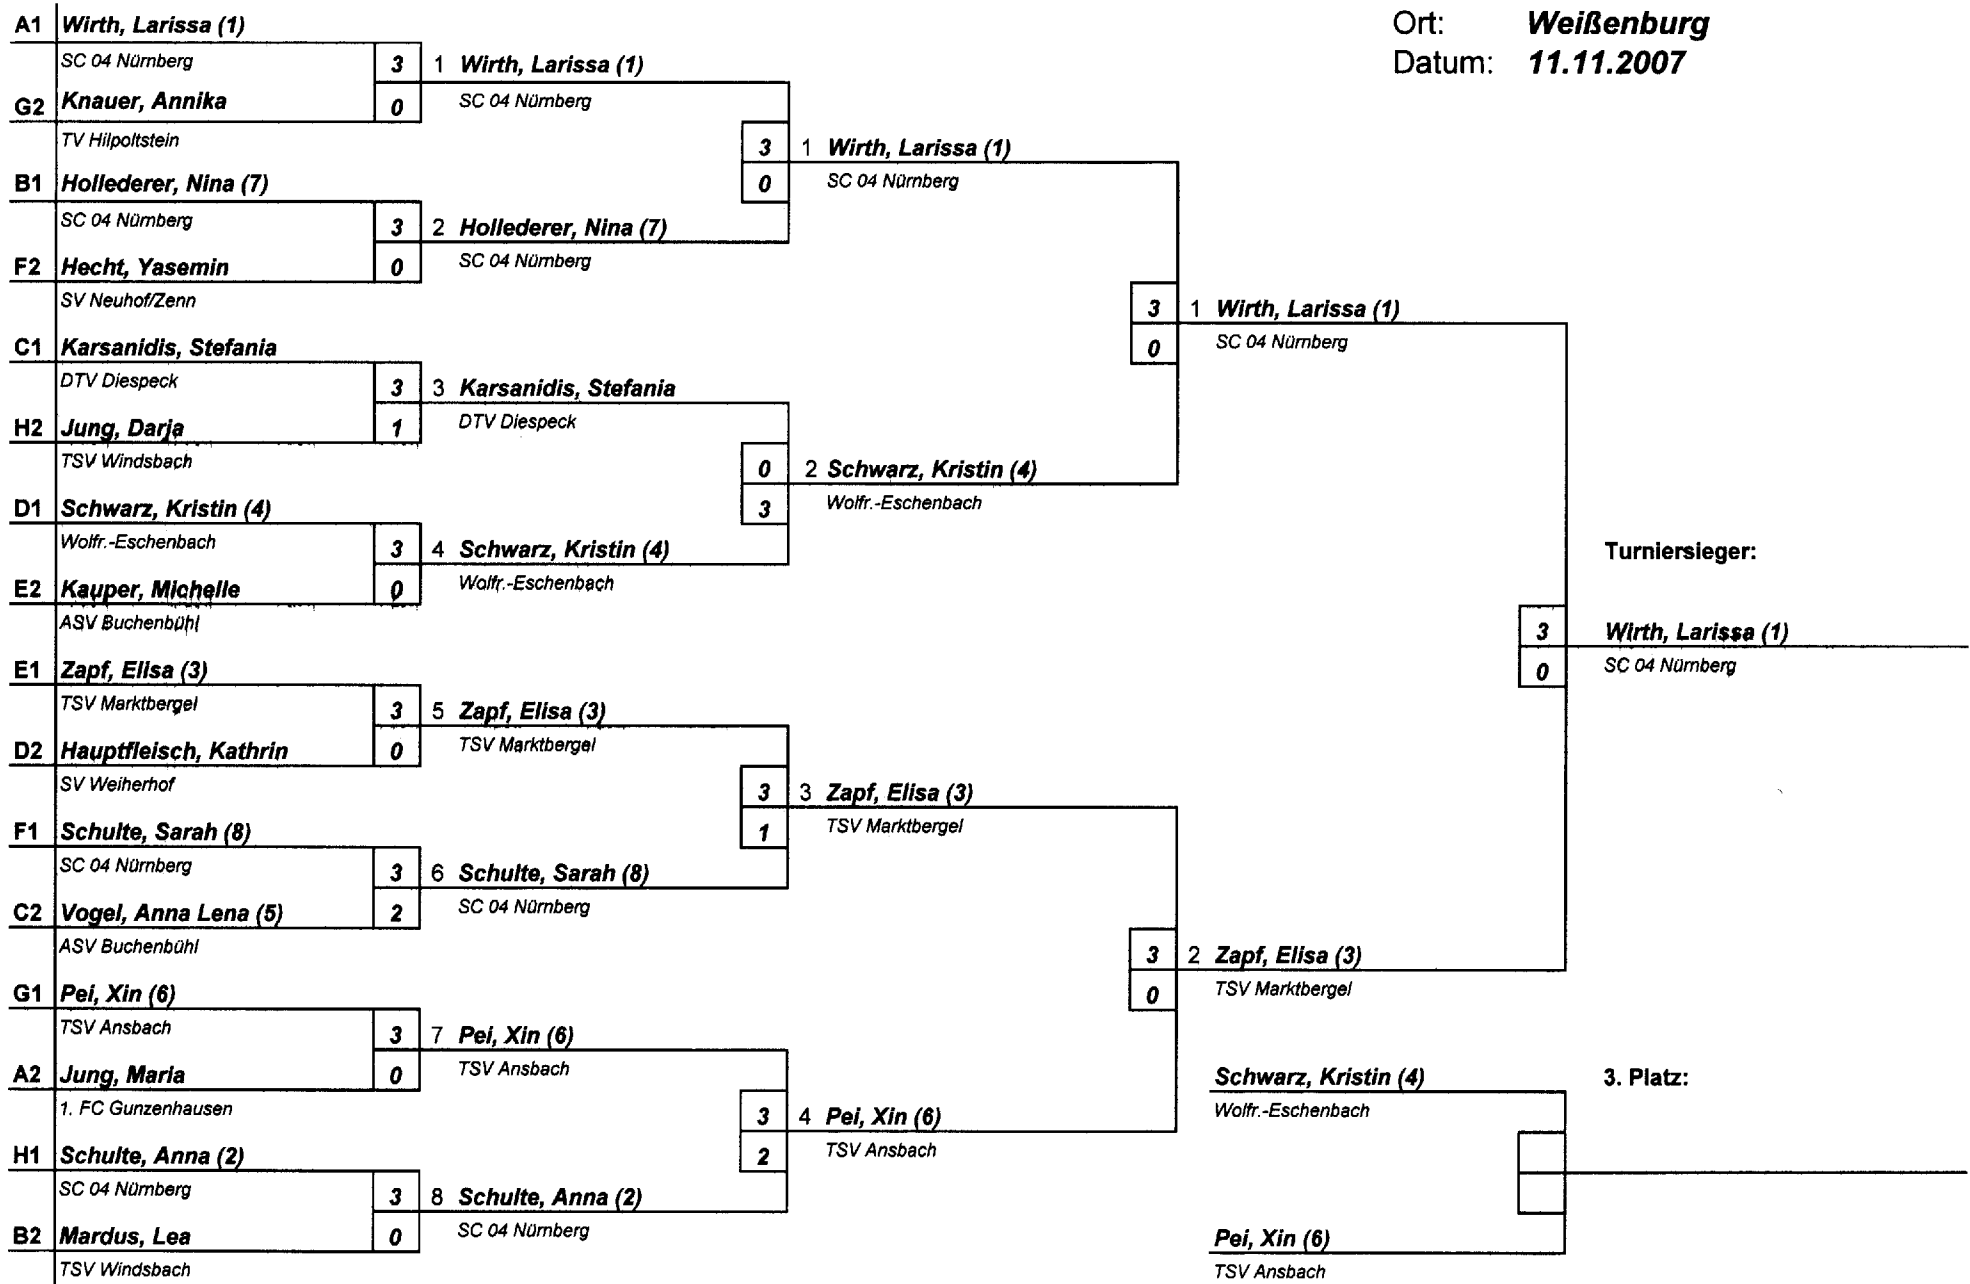 Ort: Weißenburg
Datum: 11.11.2007
A1 Wirth, Larissa (1)
SC 04 Nürnberg
3
G2 Knauer, Annika
0
TV Hilpoltstein
B1 Hollederer, Nina (7)
SC 04 Nürnberg
3
F2 Hecht, Yasemin
0
SV Neuhof/Zenn
C1 Karsanidis, Stefania
DTV Diespeck
3
H2 Jung, Darja
1
TSV Windsbach
D1 Schwarz, Kristin (4)
Wolfr.-Eschenbach
3
E2 Kauper, Michelle
0
ASV Buchenbühl
E1 Zapf, Elisa (3)
TSV Marktbergel
3
D2 Hauptfleisch, Kathrin
0
SV Weiherhof
F1 Schulte, Sarah (8)
SC 04 Nürnberg
3
C2 Vogel, Anna Lena (5)
2
ASV Buchenbühl
G1 Pei, Xin (6)
TSV Ansbach
3
A2 Jung, Maria
0
1. FC Gunzenhausen
H1 Schulte, Anna (2)
SC 04 Nürnberg
3
B2 Mardus, Lea
0
TSV Windsbach
1 Wirth, Larissa (1)
SC 04 Nürnberg
3
0
2 Hollederer, Nina (7)
SC 04 Nürnberg
3 Karsanidis, Stefania
DTV Diespeck
0
3
4 Schwarz, Kristin (4)
Wolfr.-Eschenbach
5 Zapf, Elisa (3)
TSV Marktbergel
3
1
6 Schulte, Sarah (8)
SC 04 Nürnberg
7 Pei, Xin (6)
TSV Ansbach
3
2
8 Schulte, Anna (2)
SC 04 Nürnberg
1 Wirth, Larissa (1)
SC 04 Nürnberg
3
0
2 Schwarz, Kristin (4)
Wolfr.-Eschenbach
3 Zapf, Elisa (3)
TSV Marktbergel
3
0
4 Pei, Xin (6)
TSV Ansbach
1 Wirth, Larissa (1)
SC 04 Nürnberg
3
0
2 Zapf, Elisa (3)
TSV Marktbergel
Turniersieger:
Wirth, Larissa (1)
SC 04 Nürnberg
Schwarz, Kristin (4)
Wolfr.-Eschenbach
3. Platz:
Pei, Xin (6)
TSV Ansbach